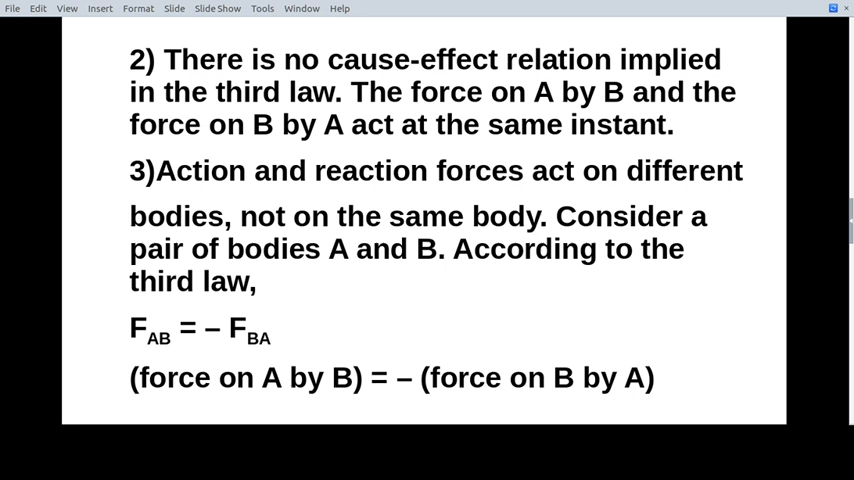 File Edit View Insert Format Slide Slide Show Tools Window Help
2) There is no cause-effect relation implied
in the third law. The force on A by B and the
force on B by A act at the same instant.
3)Action and reaction forces act on different
bodies, not on the same body. Consider a
pair of bodies A and B. According to the
third law,
FAB = – FBA
(force on A by B) = – (force on B by A)